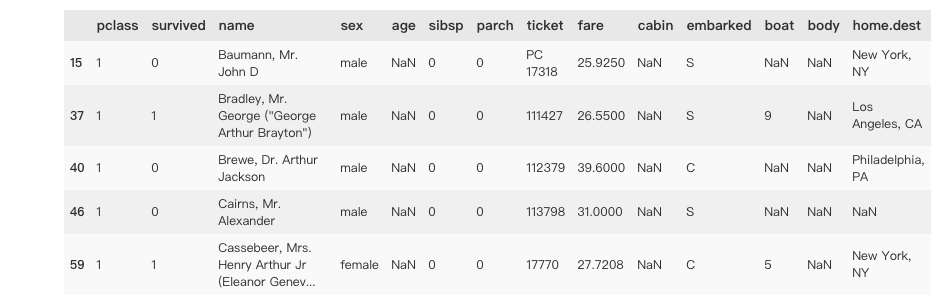 pclass survived name sex age sibsp parch ticket fare cabin embarked boat body home.dest
15 1 0 Baumann, Mr. John D male NaN 0 0 PC 17318 25.9250 NaN S NaN NaN New York, NY
37 1 1 Bradley, Mr. George ("George Arthur Brayton") male NaN 0 0 111427 26.5500 NaN S 9 NaN Los Angeles, CA
40 1 0 Brewe, Dr. Arthur Jackson male NaN 0 0 112379 39.6000 NaN C NaN NaN Philadelphia, PA
46 1 0 Cairns, Mr. Alexander male NaN 0 0 113798 31.0000 NaN S NaN NaN NaN
59 1 1 Cassebeer, Mrs. Henry Arthur Jr (Eleanor Genev... female NaN 0 0 17770 27.7208 NaN C 5 NaN New York, NY